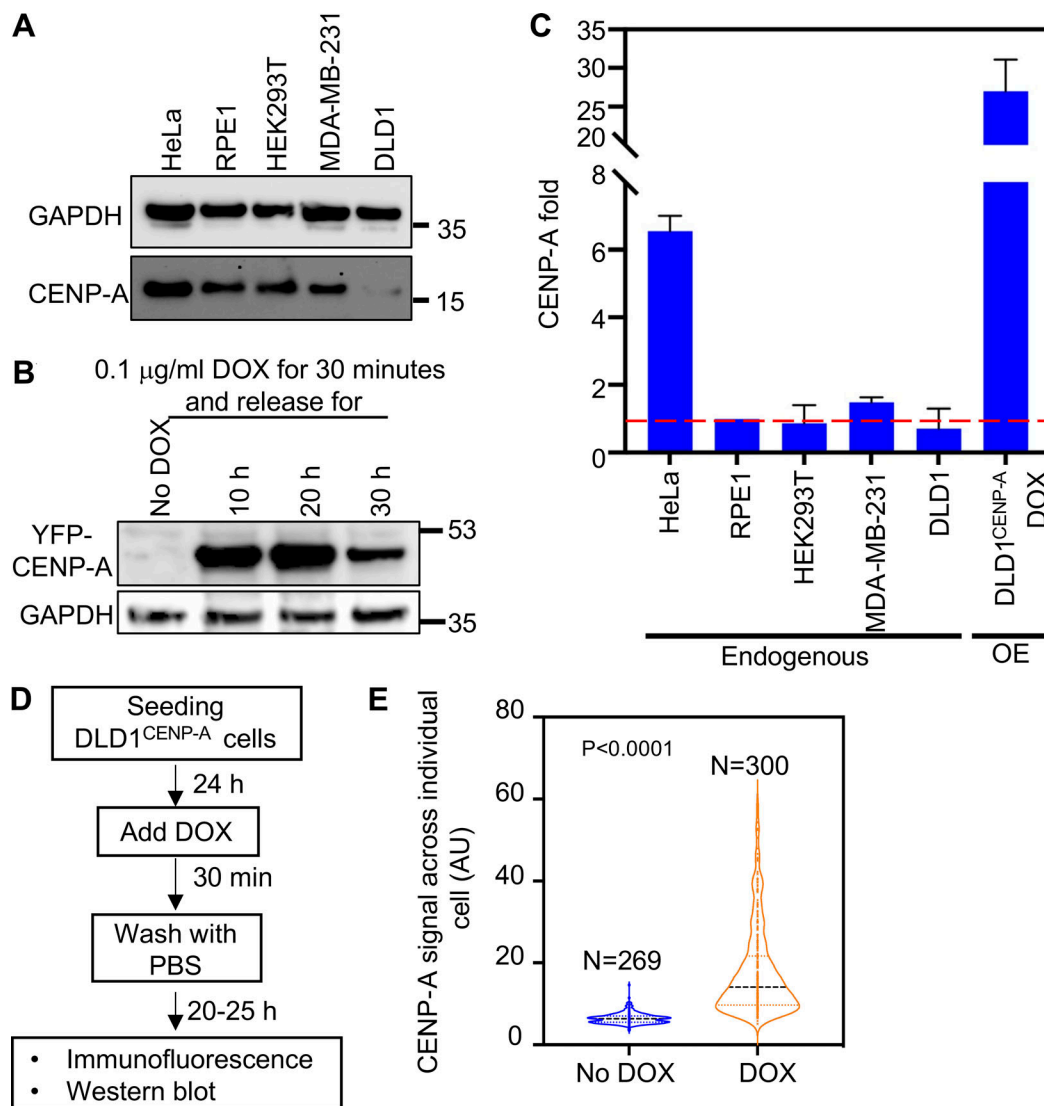 A
HeLa
RPE1
HEK293T
MDA-MB-231
DLD1
GAPDH
35
CENP-A
15
B
0.1 μg/ml DOX for 30 minutes
and release for
No DOX
10 h
20 h
30 h
YFP-
CENP-A
53
GAPDH
35
C
CENP-A fold
35
30
25
20
8
6
4
2
0
HeLa
RPE1
HEK293T
MDA-MB-231
DLD1
DLD1CENP-A
DOX
Endogenous
OE
D
Seeding
DLD1CENP-A cells
24 h
Add DOX
30 min
Wash with
PBS
20-25 h
• Immunofluorescence
• Western blot
E
CENP-A signal across individual
cell (AU)
80
60
40
20
0
P<0.0001
N=300
N=269
No DOX
DOX